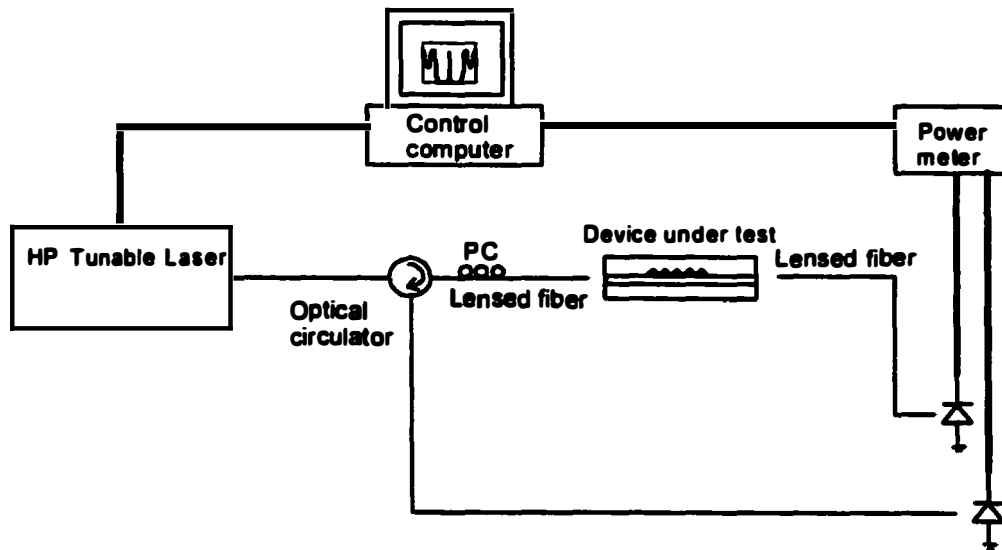 Control
computer
Power
meter
HP Tunable Laser
PC
Device under test
Lensed fiber
Lensed fiber
Optical
circulator